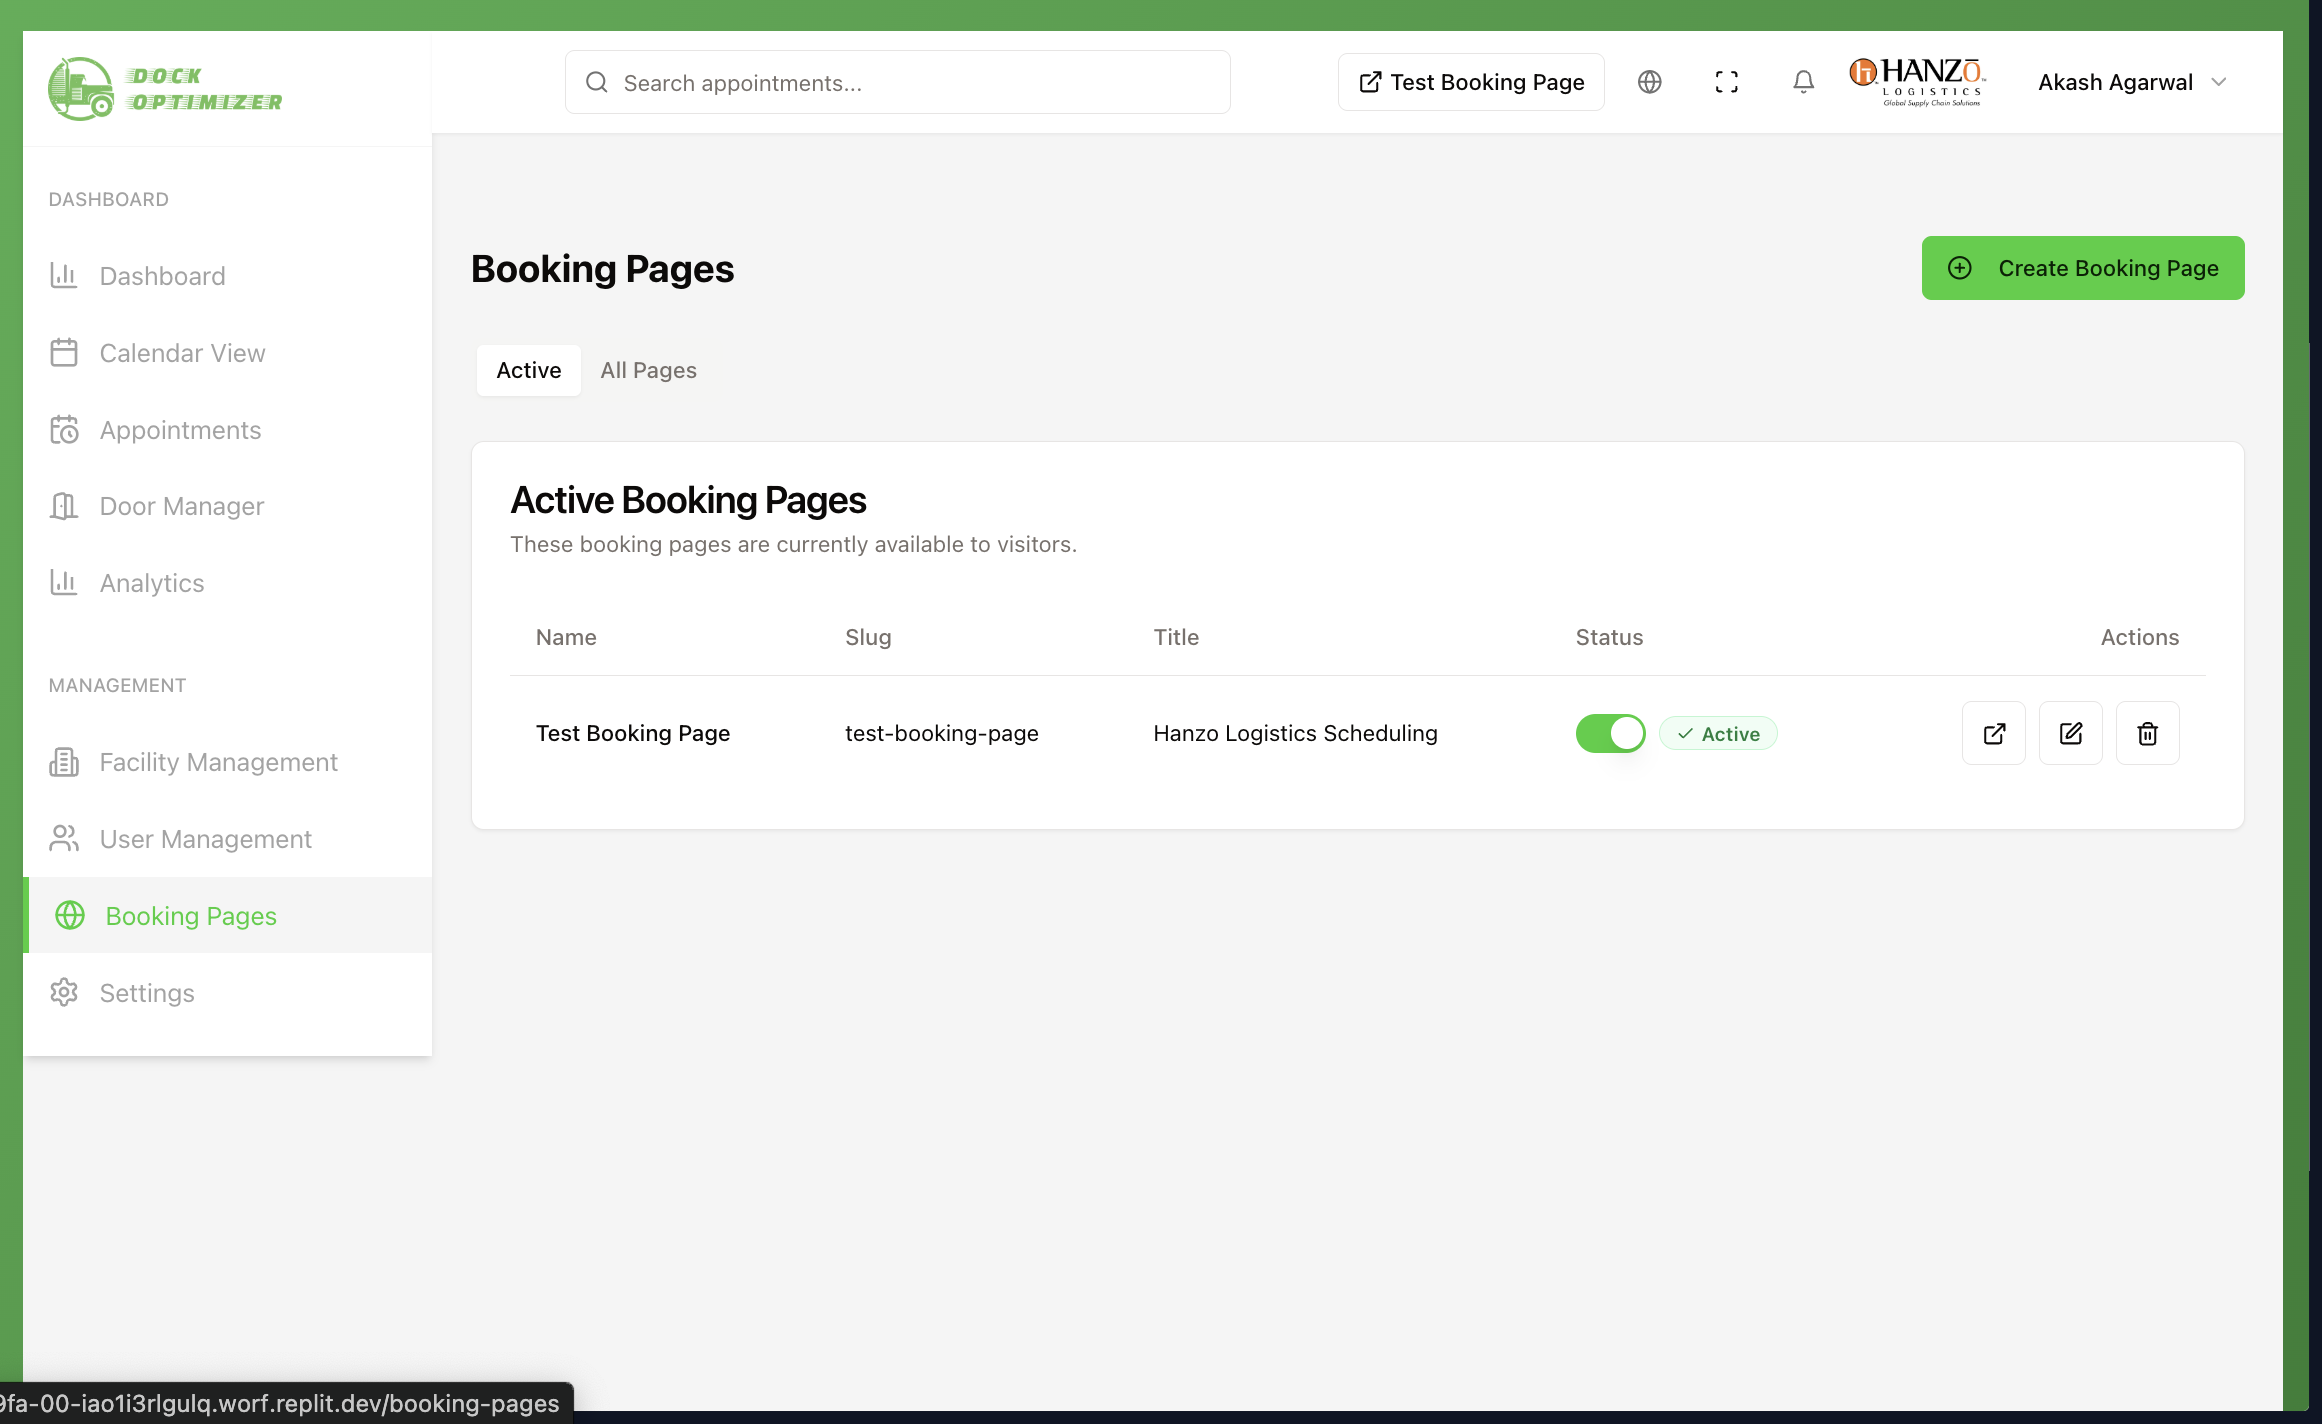 DOCK
OPTIMIZER
Search appointments...
Test Booking Page
HANZO
LOGISTICS
Global Supply Chain Solutions
Akash Agarwal
DASHBOARD
Dashboard
Calendar View
Appointments
Door Manager
Analytics
MANAGEMENT
Facility Management
User Management
Booking Pages
Settings
Booking Pages
Create Booking Page
Active
All Pages
Active Booking Pages
These booking pages are currently available to visitors.
Name Slug Title Status Actions
Test Booking Page test-booking-page Hanzo Logistics Scheduling Active
9fa-00-iao1i3rlgulq.worf.replit.dev/booking-pages